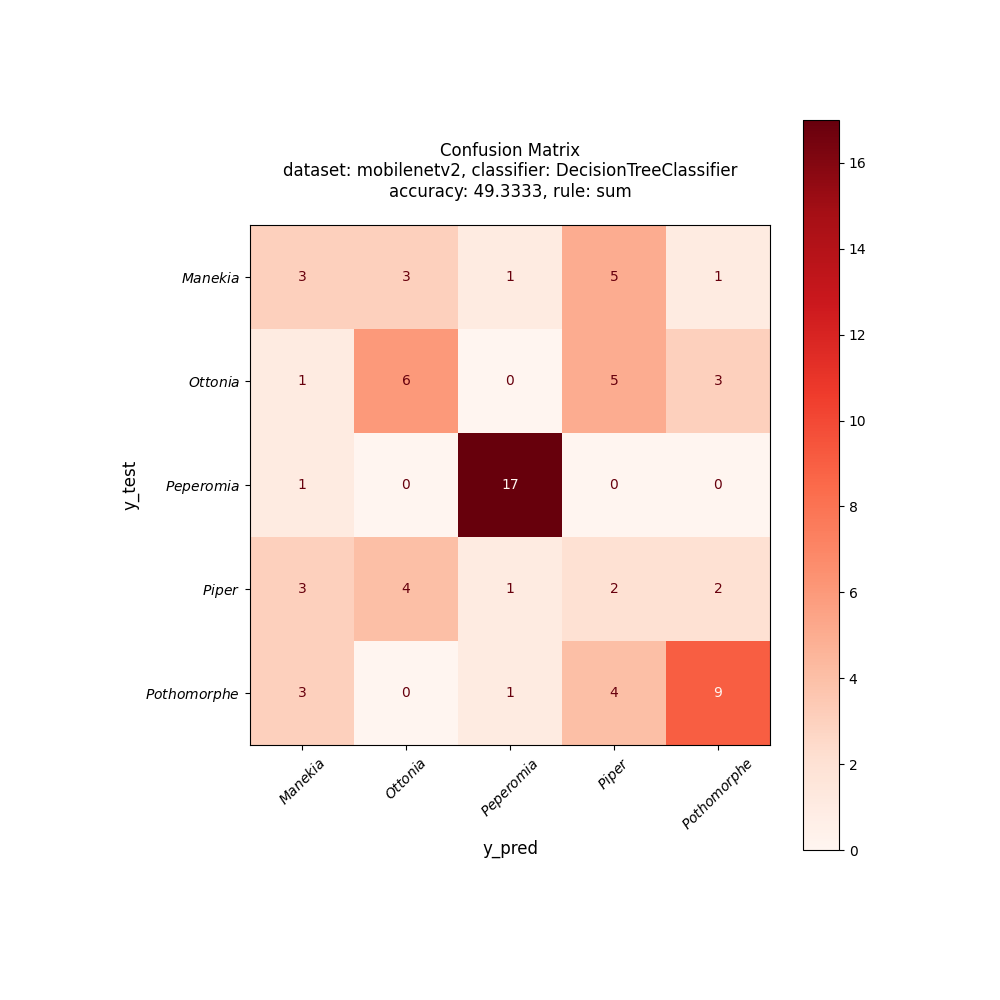 Confusion Matrix
dataset: mobilenetv2, classifier: DecisionTreeClassifier
accuracy: 49.3333, rule: sum
y_test
Manekia 3 3 1 5 1
Ottonia 1 6 0 5 3
Peperomia 1 0 17 0 0
Piper 3 4 1 2 2
Pothomorphe 3 0 1 4 9
Manekia Ottonia Peperomia Piper Pothomorphe
y_pred
16
14
12
10
8
6
4
2
0